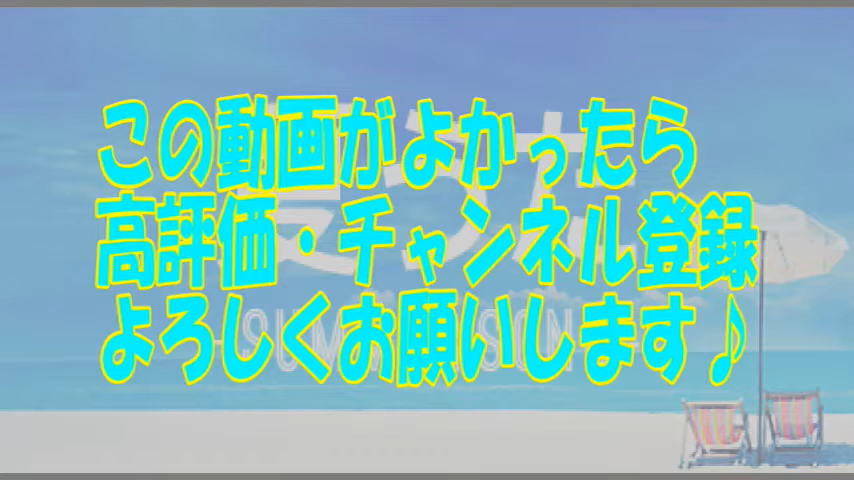 この動画がよかったら
高評価・チャンネル登録
よろしくお願いします♪